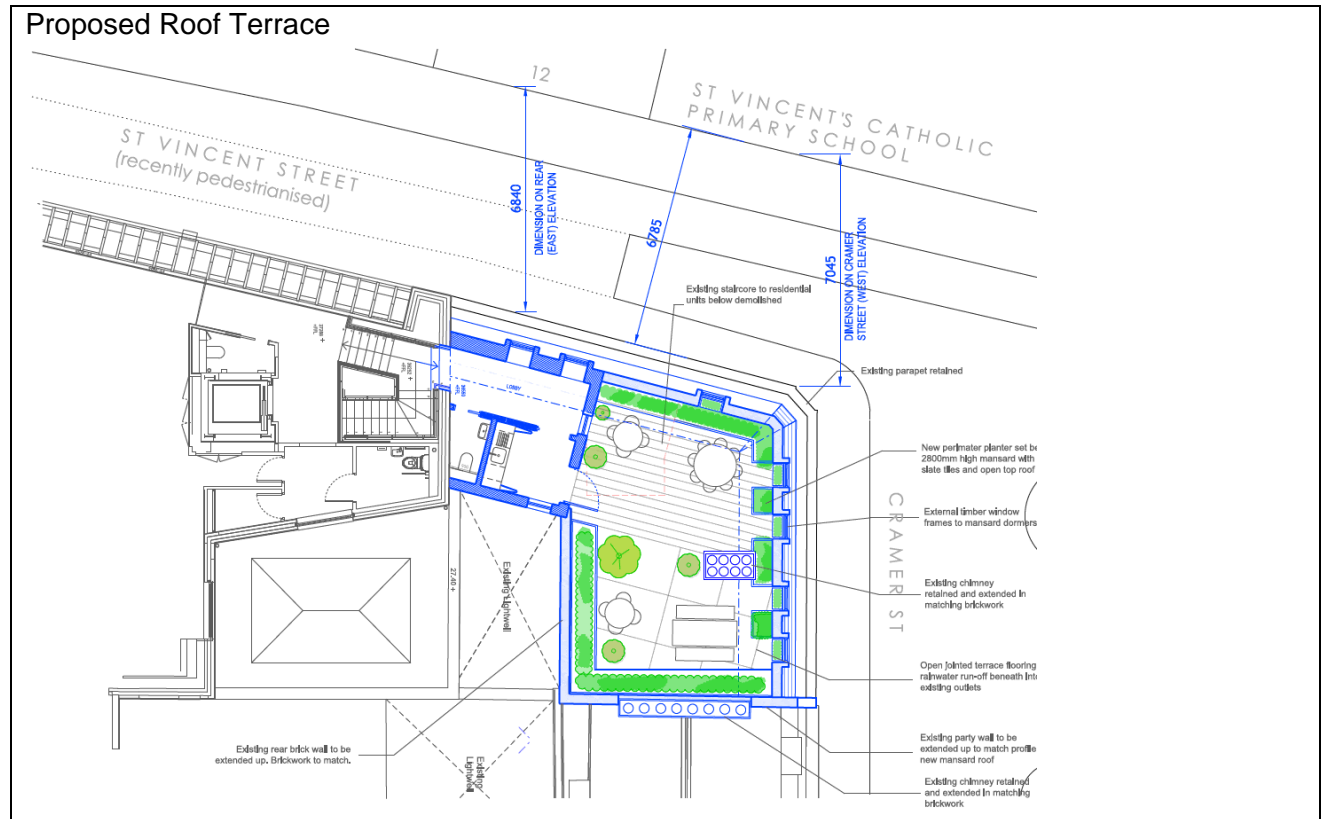 Proposed Roof Terrace
12
ST VINCENT'S CATHOLIC
PRIMARY SCHOOL
ST VINCENT STREET
(recently pedestrianised)
6840
DIMENSION ON REAR
(EAST) ELEVATION
6785
7045
DIMENSION ON CRAMER
STREET (WEST) ELEVATION
Existing staircore to residential
units below demolished
Existing parapet retained
LOBBY
New perimater planter set be
2800mm high mansard with
slate tiles and open top roof
External timber window
frames to mansard dormers
CRAMER ST
Existing chimney
retained and extended in
matching brickwork
27.40 +
Existing Lightwell
Open jointed terrace flooring
rainwater run-off beneath into
existing outlets
Existing rear brick wall to be
extended up. Brickwork to match.
Existing
Lightwell
Existing party wall to be
extended up to match profile
new mansard roof
Existing chimney retained
and extended in matching
brickwork